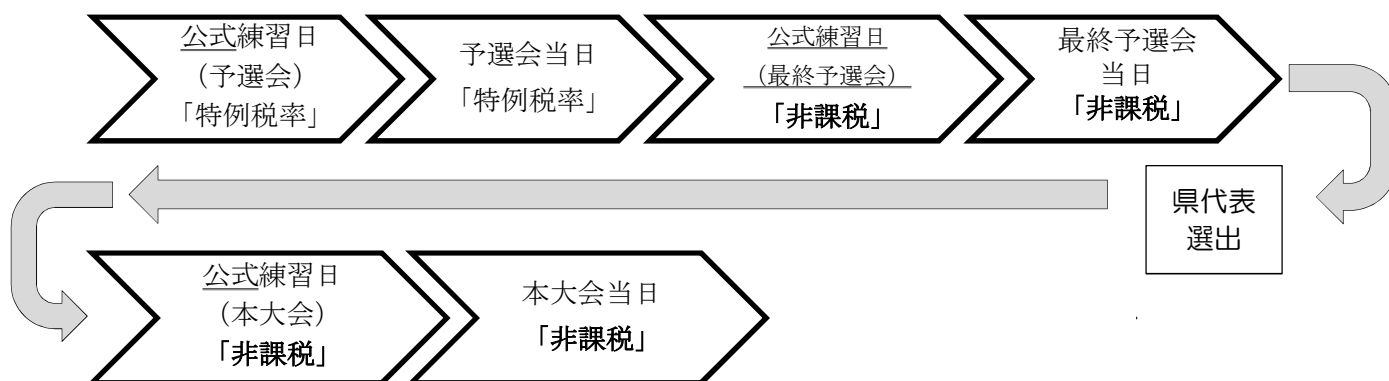 公式練習日
（予選会）
「特例税率」
予選会当日
「特例税率」
公式練習日
（最終予選会）
「非課税」
最終予選会
当日
「非課税」
県代表
選出
公式練習日
（本大会）
「非課税」
本大会当日
「非課税」